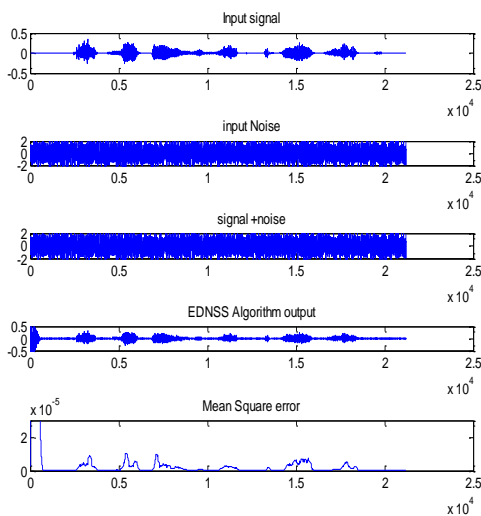 Input signal
0.5
0
-0.5
0 0.5 1 1.5 2 2.5
x 10^4
input Noise
2
0
-2
0 0.5 1 1.5 2 2.5
x 10^4
signal +noise
2
0
-2
0 0.5 1 1.5 2 2.5
x 10^4
EDNSS Algorithm output
0.5
0
-0.5
0 0.5 1 1.5 2 2.5
x 10^4
Mean Square error
x 10^-5
2
0
0 0.5 1 1.5 2 2.5
x 10^4